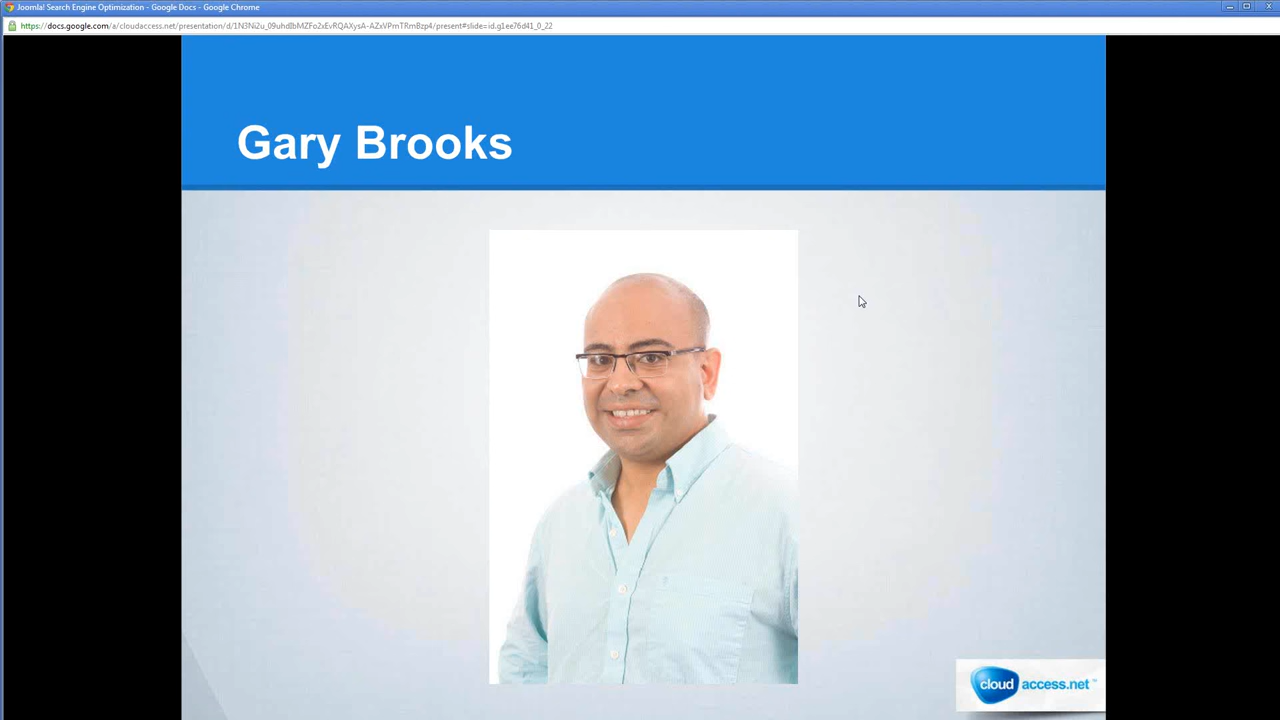 Joomla! Search Engine Optimization - Google Docs - Google Chrome
https://docs.google.com/a/cloudaccess.net/presentation/d/1N3Ni2u_09uhdIbMZFo2xEvRQAXysA-AZxVPmTRmBzp4/present#slide=id.g1ee76d41_0_22
Gary Brooks
cloud access.net™